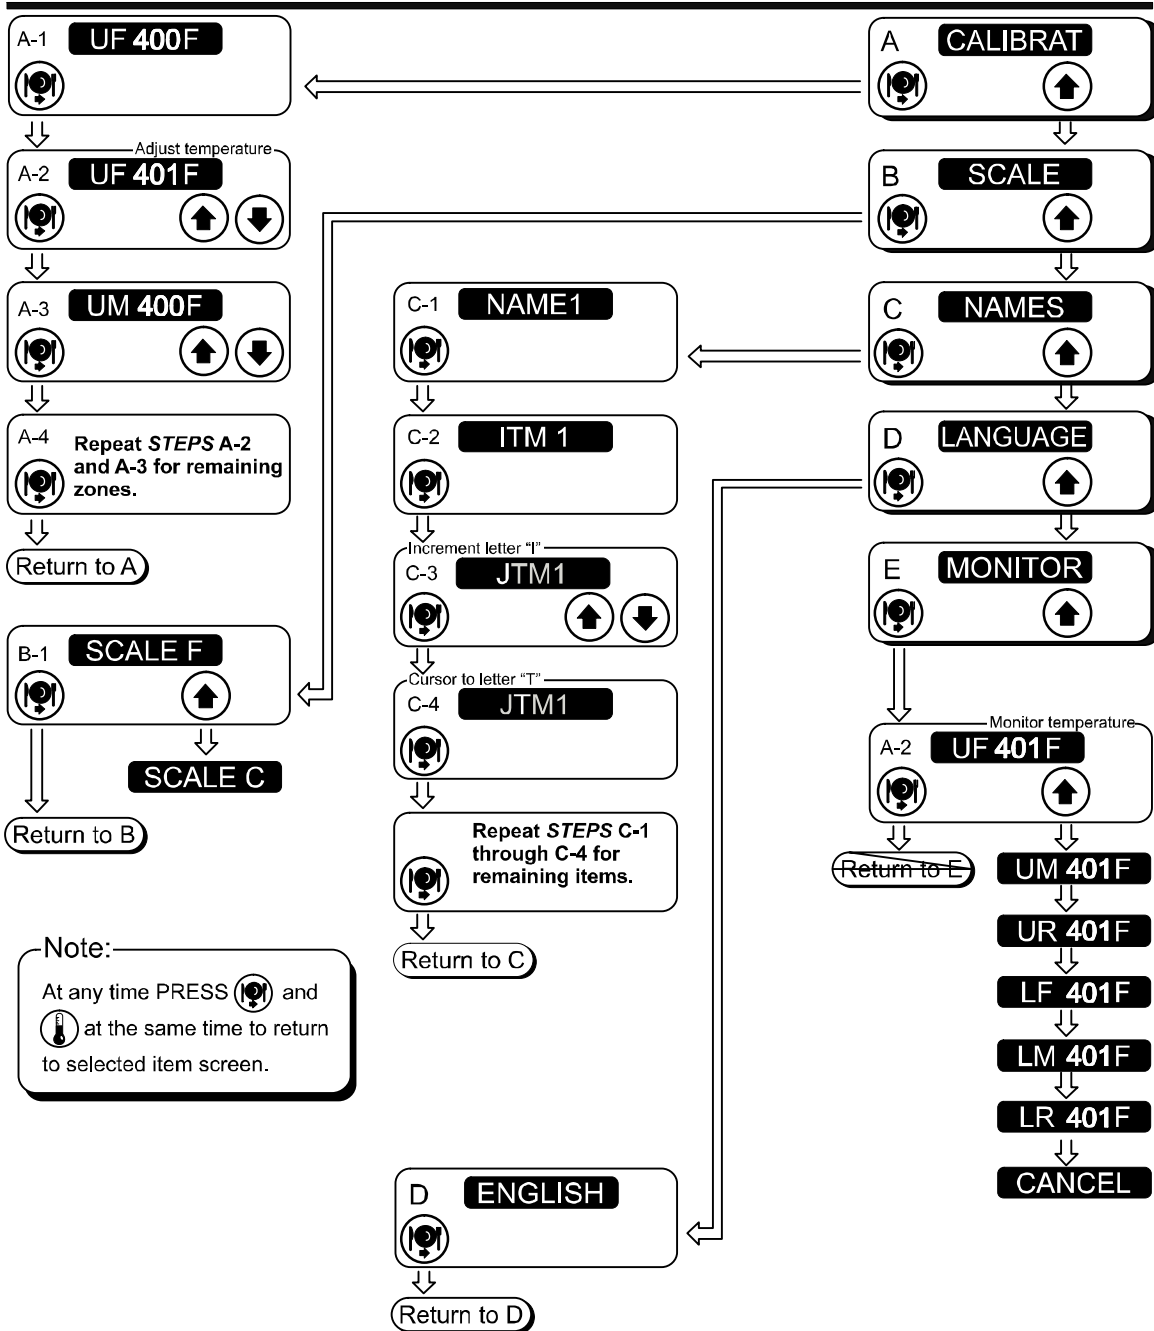 A-1 UF 400F
Adjust temperature
A-2 UF 401F
A-3 UM 400F
A-4 Repeat STEPS A-2
and A-3 for remaining
zones.
Return to A
B-1 SCALE F
SCALE C
Return to B
Note:
At any time PRESS and
at the same time to return
to selected item screen.
C-1 NAME1
C-2 ITM 1
Increment letter “I”
C-3 JTM1
Cursor to letter “T”
C-4 JTM1
Repeat STEPS C-1
through C-4 for
remaining items.
Return to C
D ENGLISH
Return to D
A CALIBRAT
B SCALE
C NAMES
D LANGUAGE
E MONITOR
Monitor temperature
A-2 UF 401F
Return to E
UM 401F
UR 401F
LF 401F
LM 401F
LR 401F
CANCEL